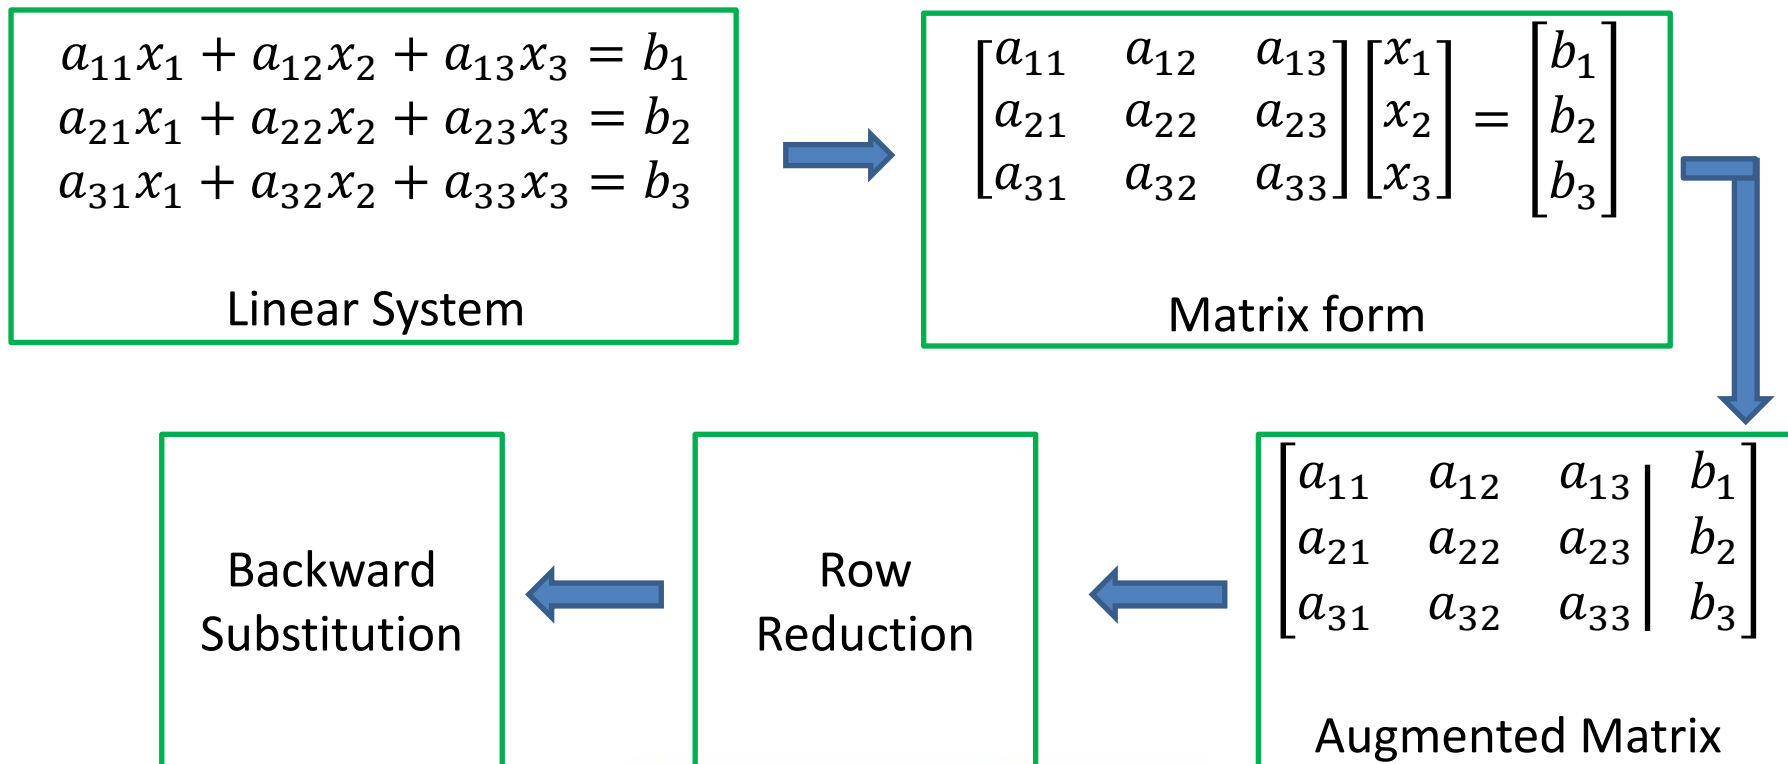 a₁₁x₁ + a₁₂x₂ + a₁₃x₃ = b₁
a₂₁x₁ + a₂₂x₂ + a₂₃x₃ = b₂
a₃₁x₁ + a₃₂x₂ + a₃₃x₃ = b₃
Linear System
[a₁₁ a₁₂ a₁₃] [x₁] = [b₁]
[a₂₁ a₂₂ a₂₃] [x₂] = [b₂]
[a₃₁ a₃₂ a₃₃] [x₃] = [b₃]
Matrix form
[a₁₁ a₁₂ a₁₃ | b₁]
[a₂₁ a₂₂ a₂₃ | b₂]
[a₃₁ a₃₂ a₃₃ | b₃]
Augmented Matrix
Row
Reduction
Backward
Substitution